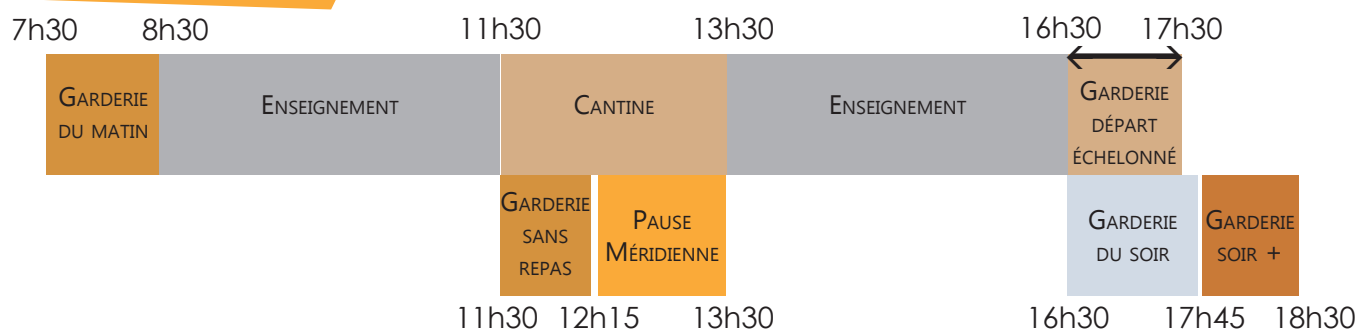 7h30 8h30 11h30 13h30 16h30 17h30
Garderie
du matin
Enseignement
Cantine
Enseignement
Garderie
départ
échelonné
Garderie
sans
repas
Pause
Méridienne
Garderie
du soir
Garderie
soir +
11h30 12h15 13h30 16h30 17h45 18h30